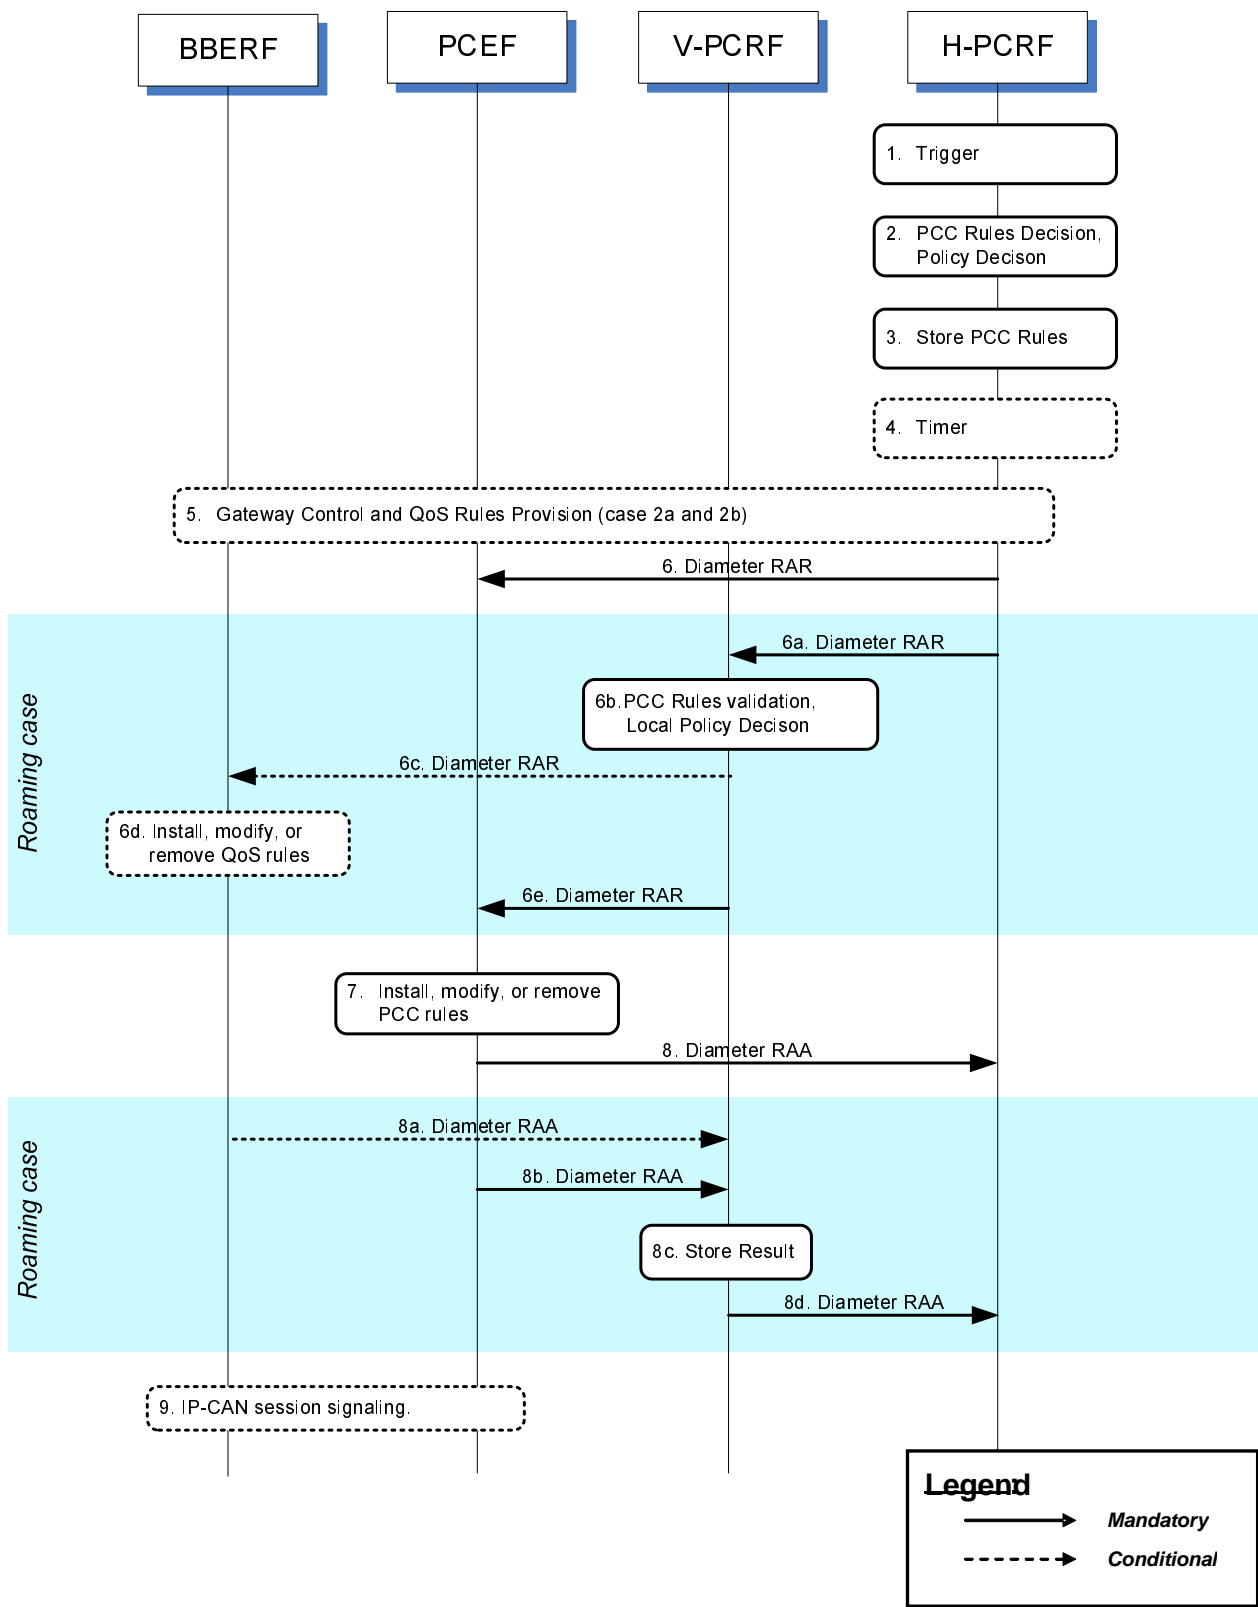 BBERF
PCEF
V-PCRF
H-PCRF
1. Trigger
2. PCC Rules Decision,
Policy Decison
3. Store PCC Rules
4. Timer
5. Gateway Control and QoS Rules Provision (case 2a and 2b)
6. Diameter RAR
Roaming case
6a. Diameter RAR
6b.PCC Rules validation,
Local Policy Decison
6c. Diameter RAR
6d. Install, modify, or
remove QoS rules
6e. Diameter RAR
7. Install, modify, or remove
PCC rules
8. Diameter RAA
Roaming case
8a. Diameter RAA
8b. Diameter RAA
8c. Store Result
8d. Diameter RAA
9. IP-CAN session signaling.
Legend:
Mandatory
Conditional